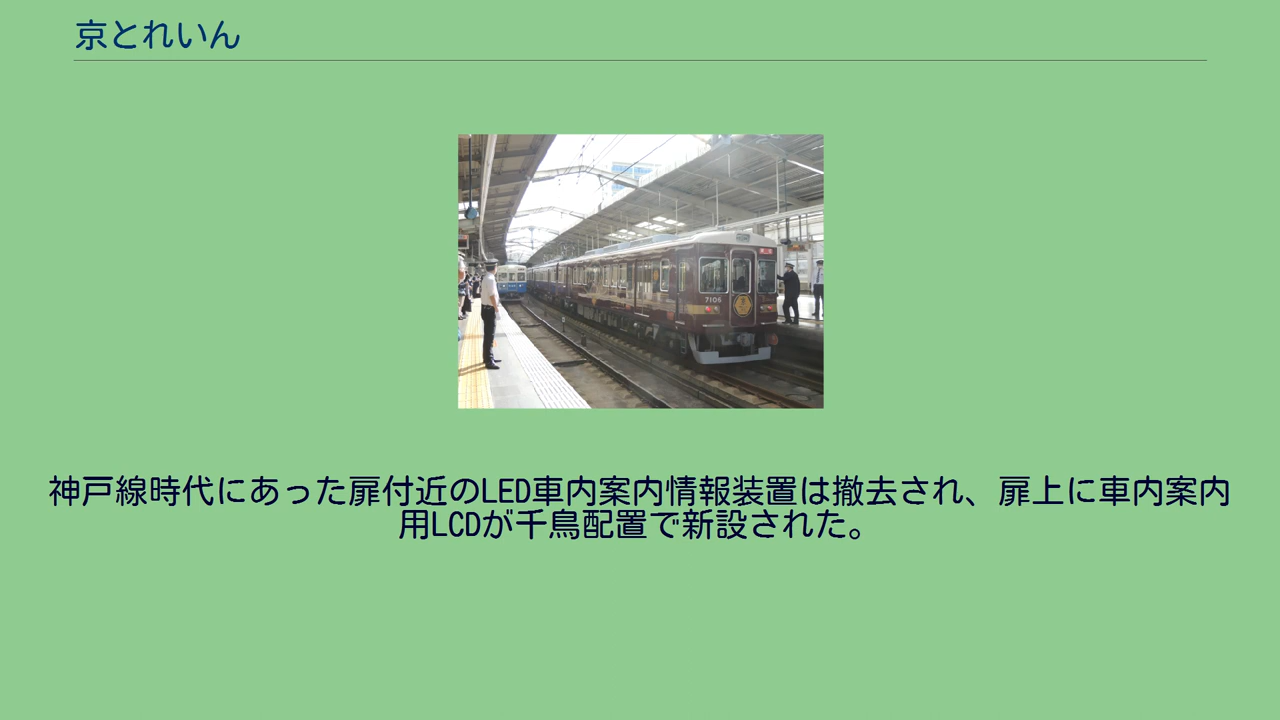 京とれいん
7106
神戸線時代にあった扉付近のLED車内案内情報装置は撤去され、扉上に車内案内
用LCDが千鳥配置で新設された。